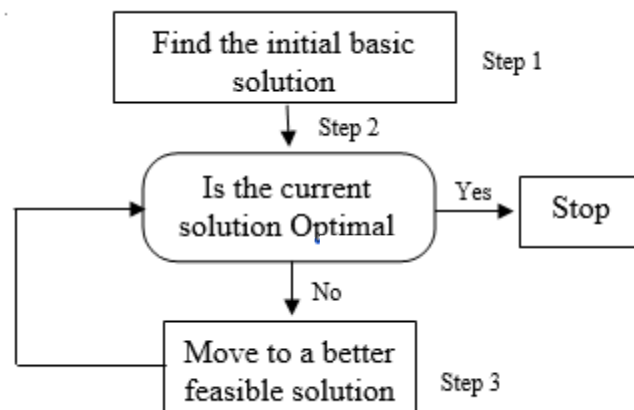 Find the initial basic
solution
Step 1
Step 2
Is the current
solution Optimal
Yes
Stop
No
Move to a better
feasible solution
Step 3